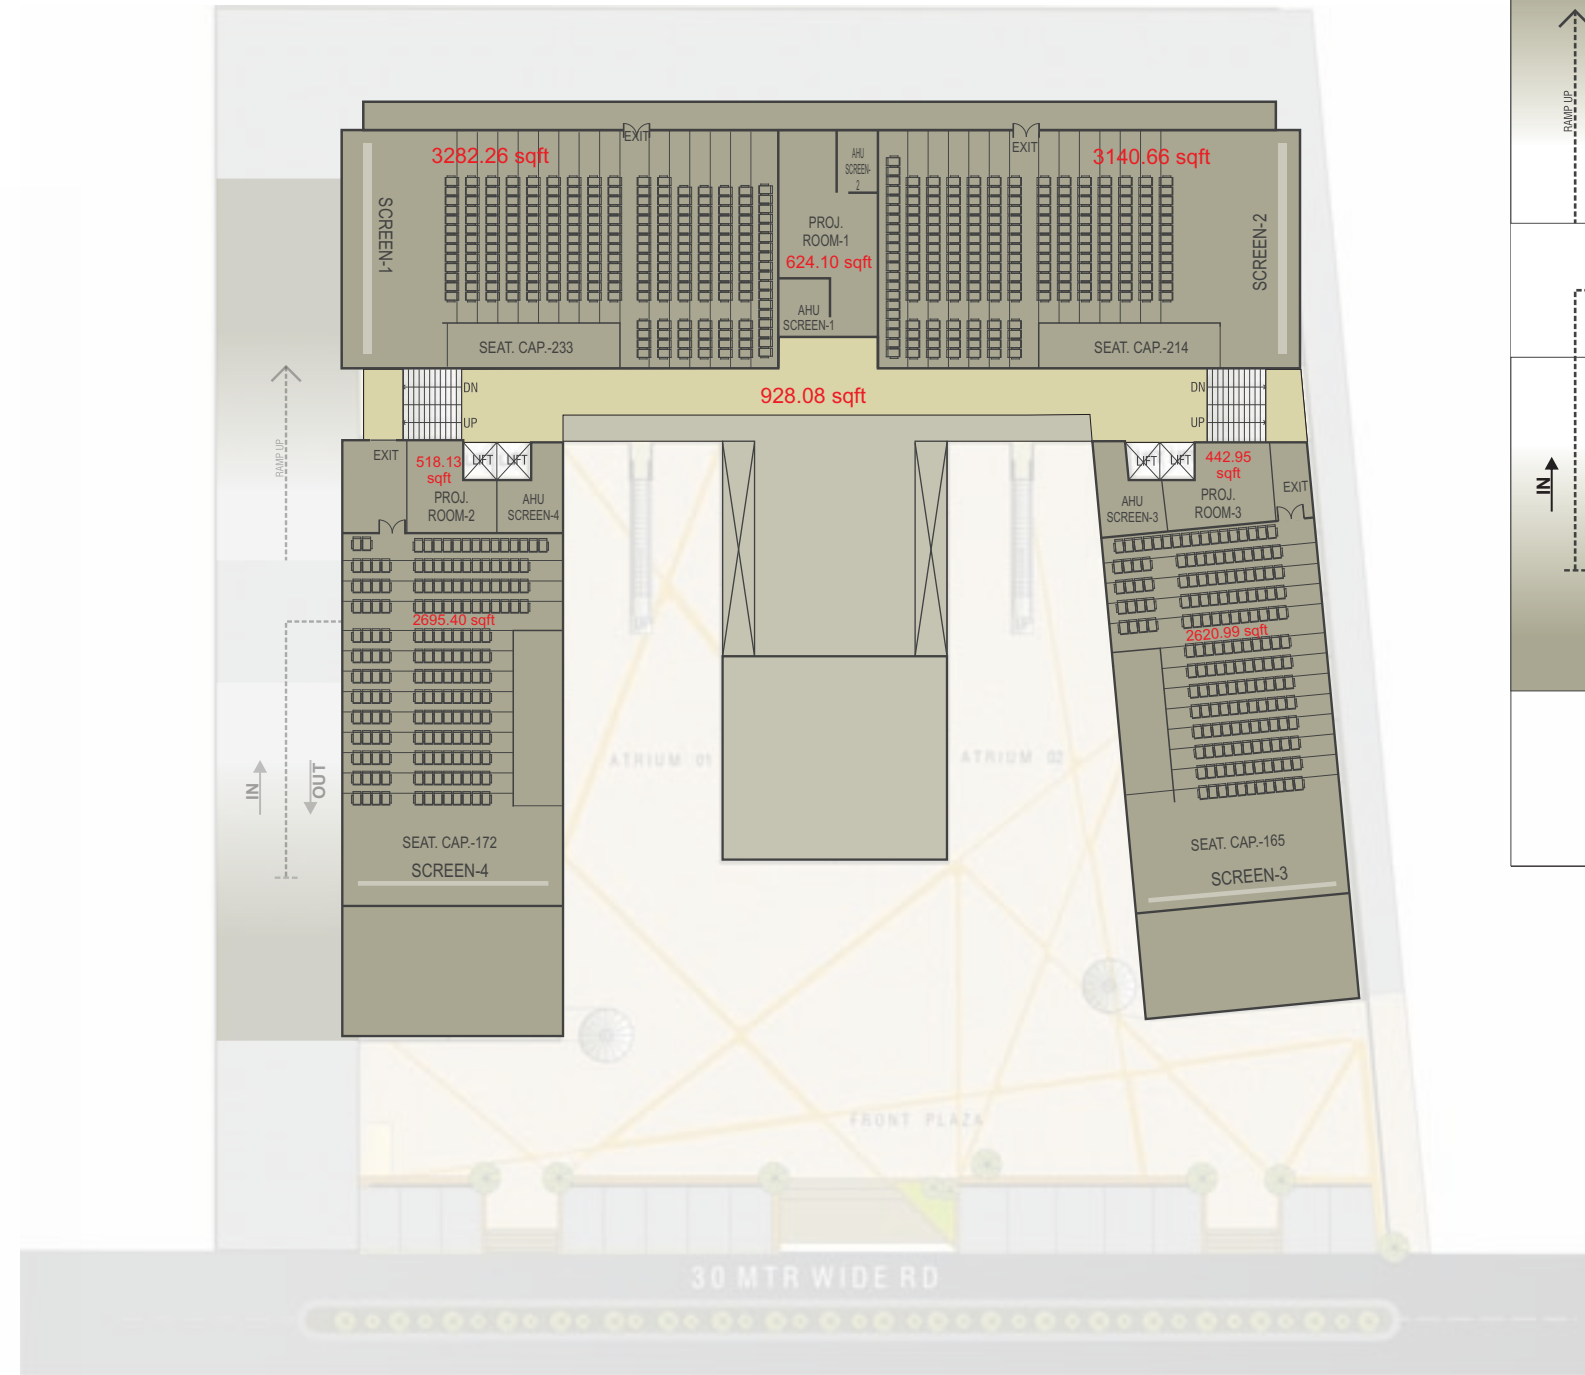 RAMP UP
EXIT
EXIT
3282.26 sqft
3140.66 sqft
AHU
SCREEN-
2
SCREEN-1
PROJ.
ROOM-1
624.10 sqft
SCREEN-2
AHU
SCREEN-1
SEAT. CAP.-233
SEAT. CAP.-214
DN
UP
928.08 sqft
DN
UP
RAMP UP
EXIT
518.13
sqft
LIFT
LIFT
PROJ.
ROOM-2
AHU
SCREEN-4
LIFT
LIFT
442.95
sqft
AHU
SCREEN-3
PROJ.
ROOM-3
EXIT
IN
2695.40 sqft
2620.99 sqft
UP
UP
ATRIUM 01
ATRIUM 02
IN
OUT
SEAT. CAP.-172
SCREEN-4
SEAT. CAP.-165
SCREEN-3
FRONT PLAZA
30 MTR WIDE RD